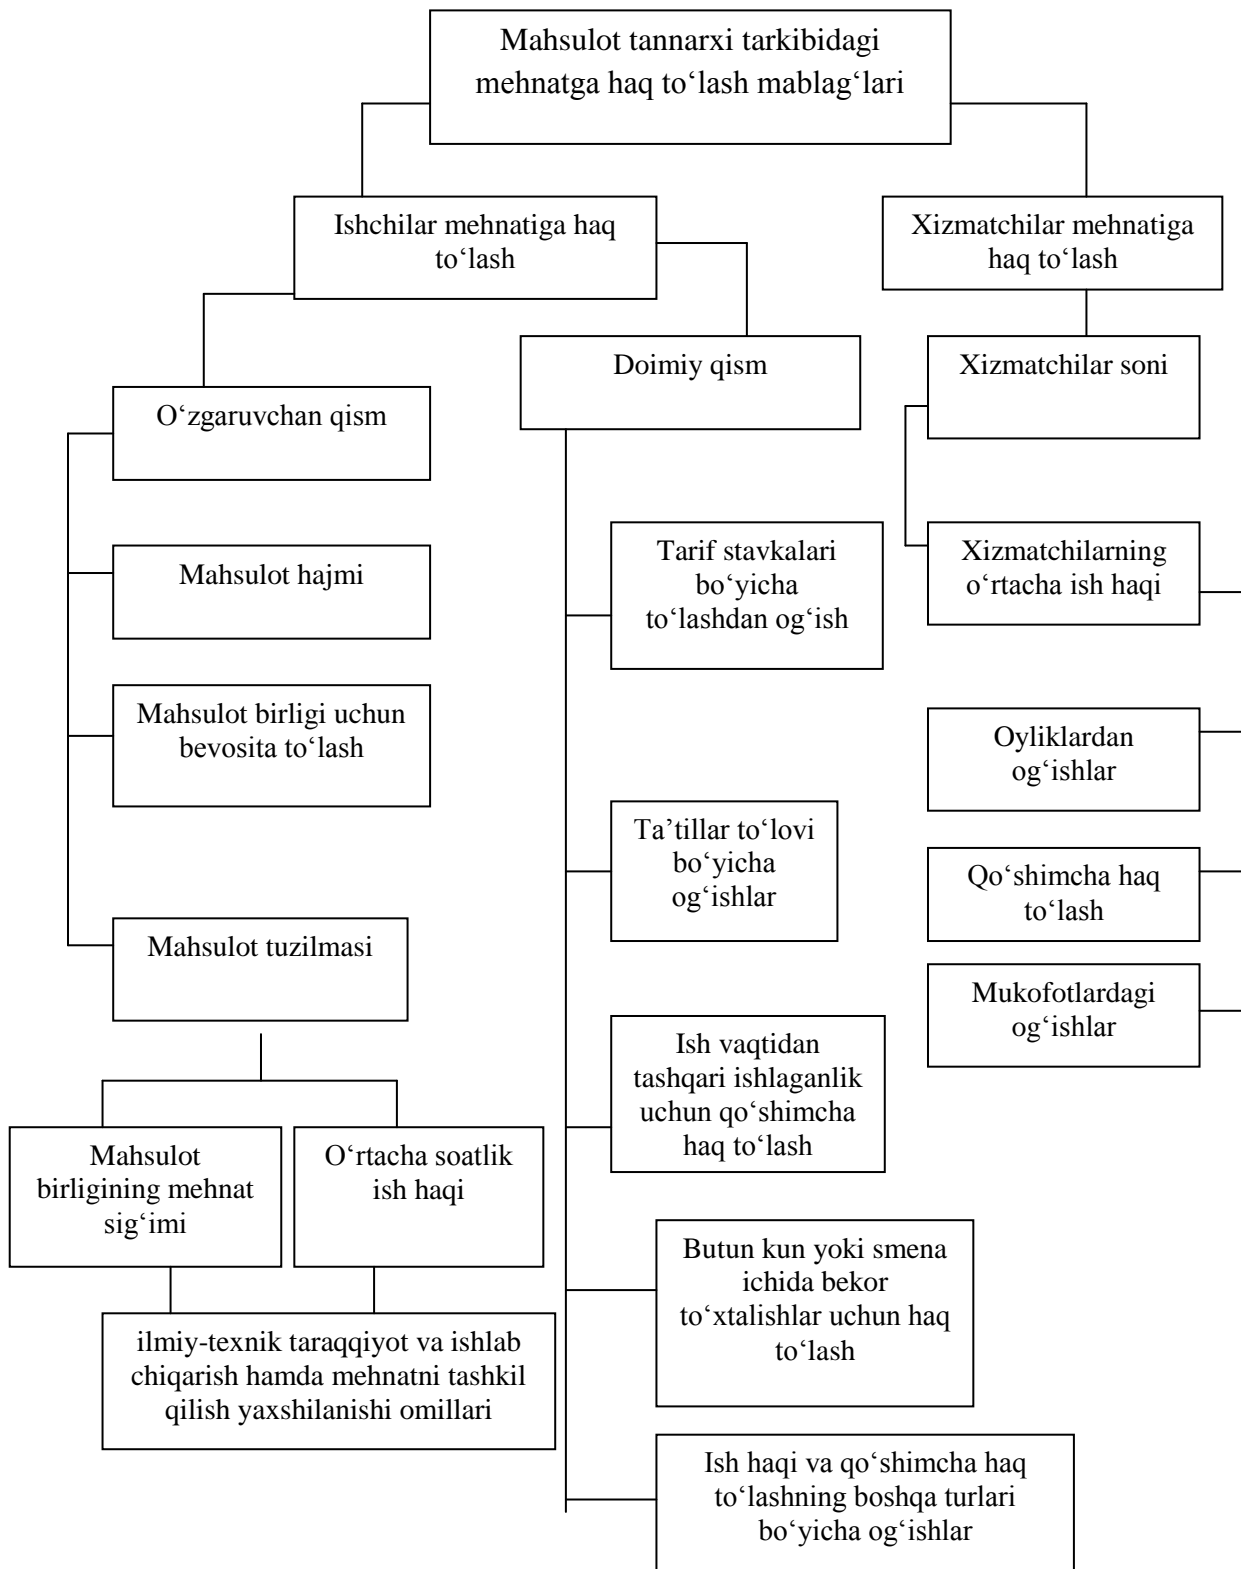 Mahsulot tannarxi tarkibidagi
mehnatga haq to‘lash mablag‘lari
Ishchilar mehnatiga haq
to‘lash
Xizmatchilar mehnatiga
haq to‘lash
O‘zgaruvchan qism
Doimiy qism
Xizmatchilar soni
Mahsulot hajmi
Mahsulot birligi uchun
bevosita to‘lash
Mahsulot tuzilmasi
Mahsulot
birligining mehnat
sig‘imi
O‘rtacha soatlik
ish haqi
ilmiy-texnik taraqqiyot va ishlab
chiqarish hamda mehnatni tashkil
qilish yaxshilanishi omillari
Tarif stavkalari
bo‘yicha
to‘lashdan og‘ish
Ta’tillar to‘lovi
bo‘yicha
og‘ishlar
Ish vaqtidan
tashqari ishlaganlik
uchun qo‘shimcha
haq to‘lash
Butun kun yoki smena
ichida bekor
to‘xtalishlar uchun haq
to‘lash
Ish haqi va qo‘shimcha haq
to‘lashning boshqa turlari
bo‘yicha og‘ishlar
Xizmatchilarning
o‘rtacha ish haqi
Oyliklardan
og‘ishlar
Qo‘shimcha haq
to‘lash
Mukofotlardagi
og‘ishlar